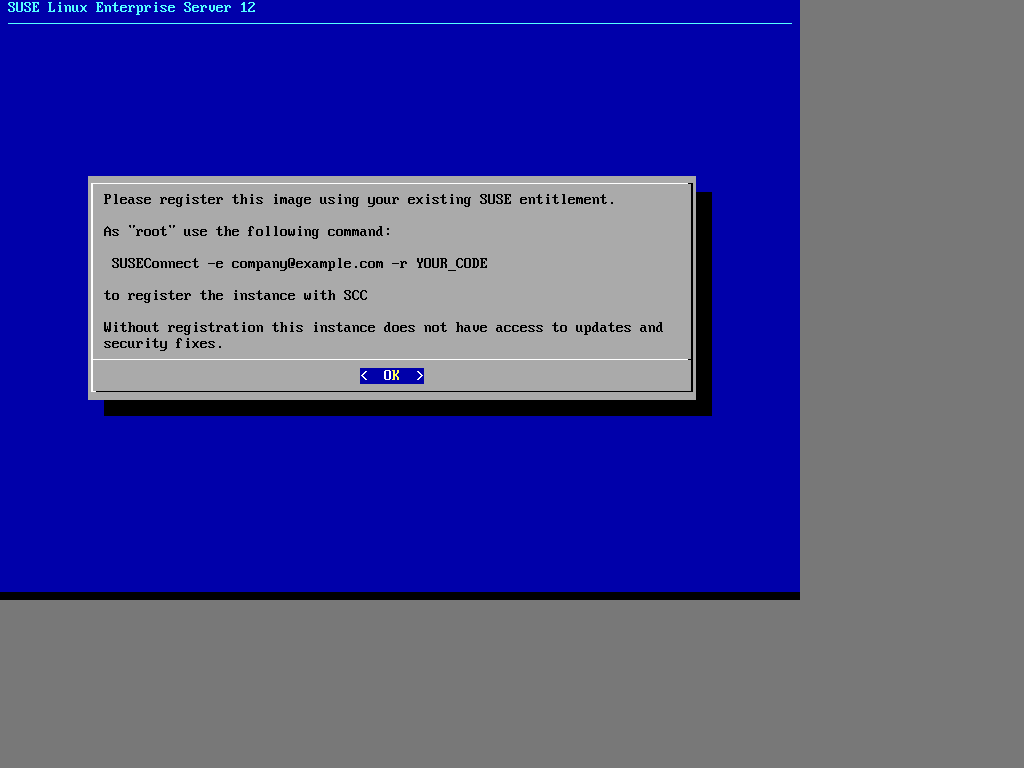 SUSE Linux Enterprise Server 12
Please register this image using your existing SUSE entitlement.
As "root" use the following command:
SUSEConnect -e company@example.com -r YOUR_CODE
to register the instance with SCC
Without registration this instance does not have access to updates and
security fixes.
< OK >